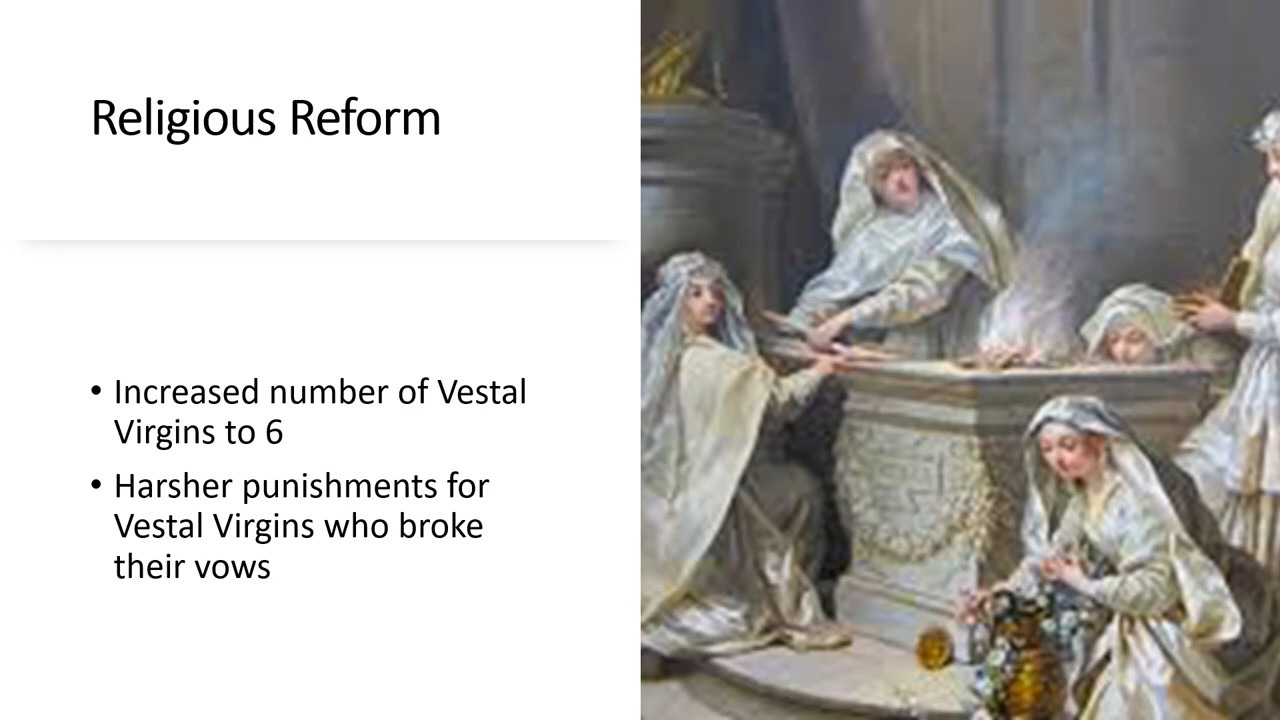 Religious Reform
• Increased number of Vestal
Virgins to 6
• Harsher punishments for
Vestal Virgins who broke
their vows